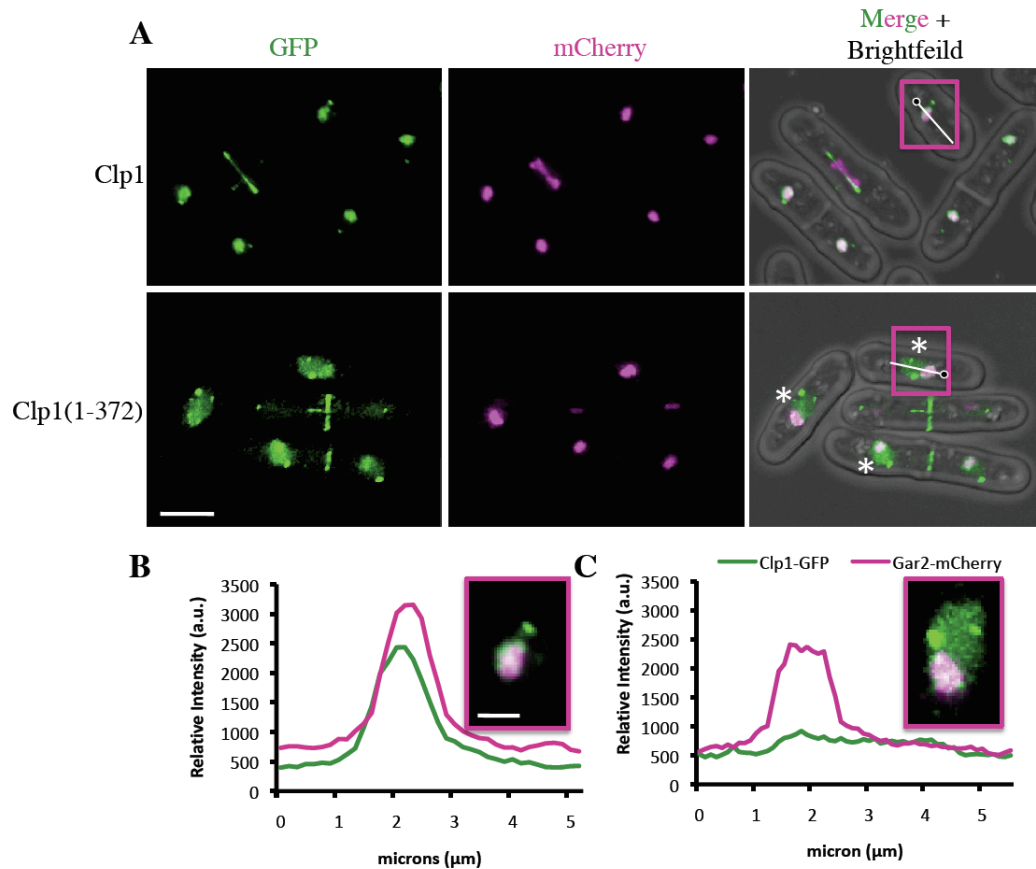 A
GFP
mCherry
Merge +
Brightfeild
Clp1
Clp1(1-372)
*
*
*
B
3500
3000
2500
2000
1500
1000
500
0
Relative Intensity (a.u.)
0 1 2 3 4 5
microns (μm)
C
Clp1-GFP Gar2-mCherry
3500
3000
2500
2000
1500
1000
500
0
Relative Intensity (a.u.)
0 1 2 3 4 5
micron (μm)